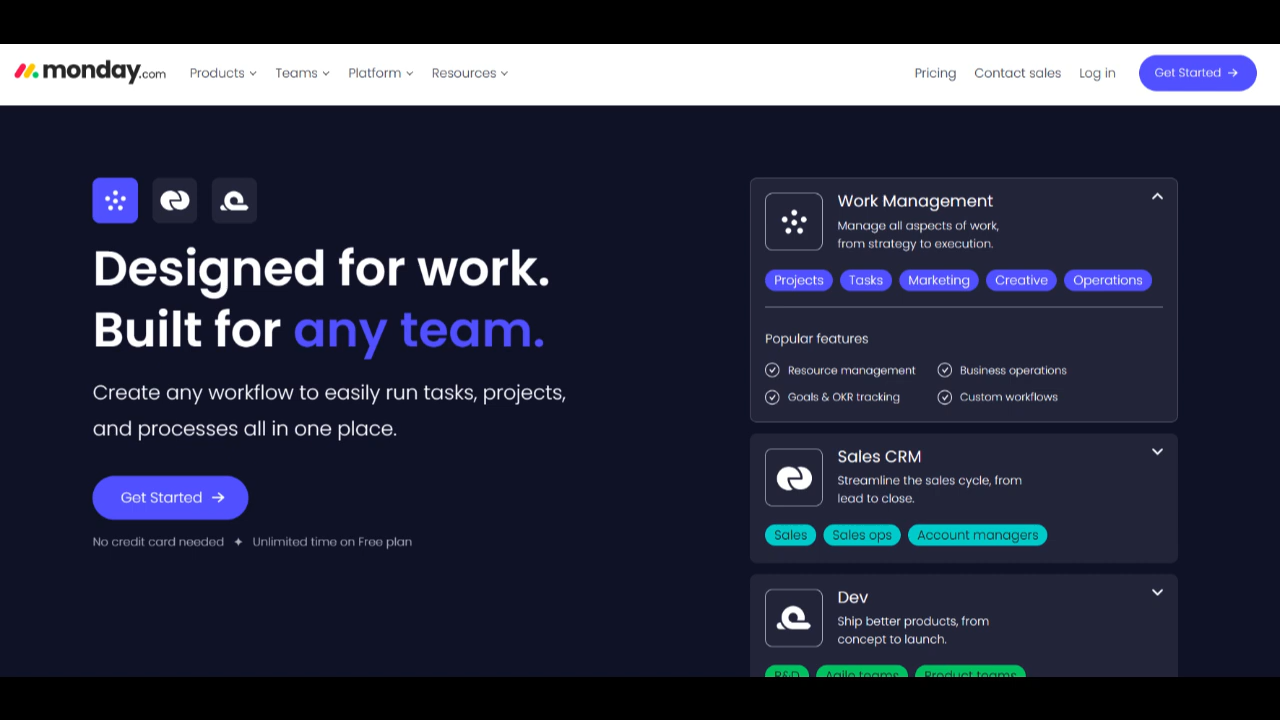 monday.com
Products
Teams
Platform
Resources
Pricing
Contact sales
Log in
Get Started
Designed for work.
Built for any team.
Create any workflow to easily run tasks, projects,
and processes all in one place.
Get Started
No credit card needed ✦ Unlimited time on Free plan
Work Management
Manage all aspects of work,
from strategy to execution.
Projects Tasks Marketing Creative Operations
Popular features
Resource management
Business operations
Goals & OKR tracking
Custom workflows
Sales CRM
Streamline the sales cycle, from
lead to close.
Sales Sales ops Account managers
Dev
Ship better products, from
concept to launch.
R&D Agile teams Product teams